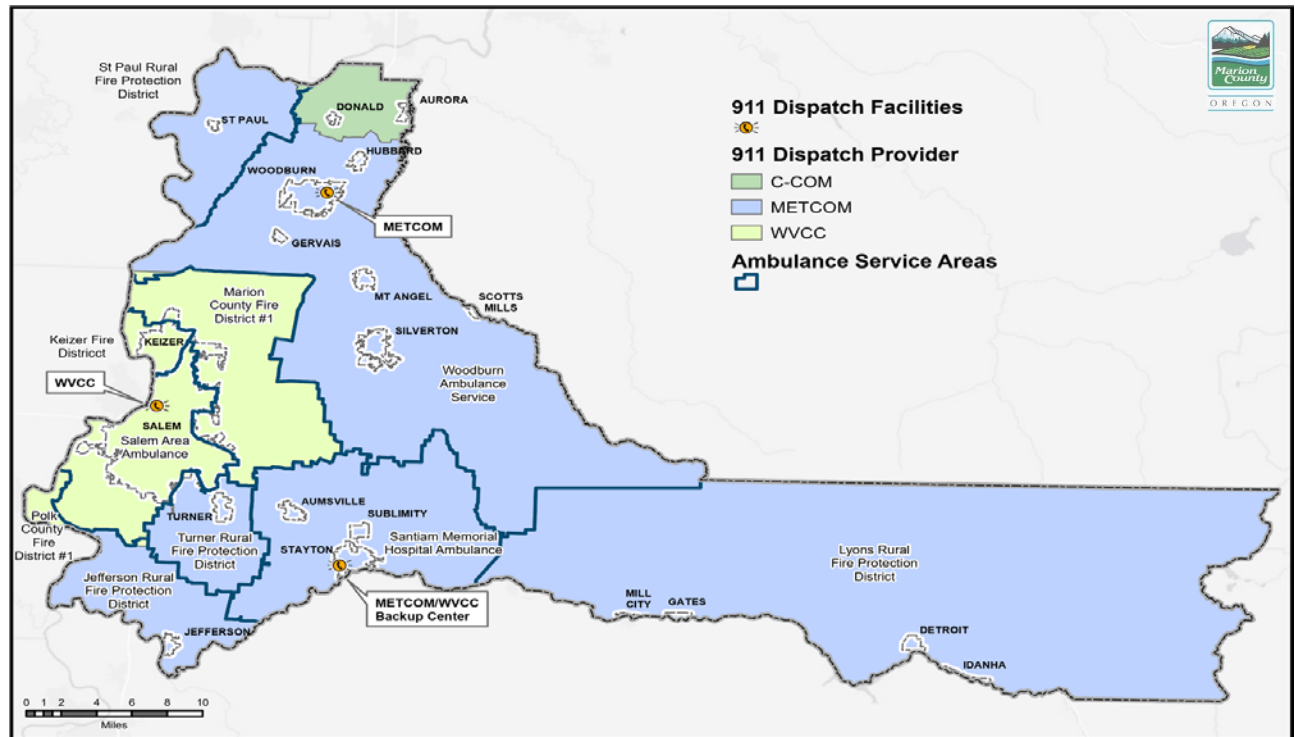 St Paul Rural
Fire Protection
District
ST PAUL
DONALD
AURORA
HUBBARD
WOODBURN
METCOM
GERVAIS
MT ANGEL
SCOTTS
MILLS
SILVERTON
Woodburn
Ambulance
Service
Marion
County Fire
District #1
Keizer Fire
Districct
KEIZER
WVCC
SALEM
Salem Area
Ambulance
Polk
County
Fire
District #1
TURNER
Turner Rural
Fire Protection
District
AUMSVILLE
SUBLIMITY
STAYTON
Santiam Memorial
Hospital Ambulance
METCOM/WVCC
Backup Center
Jefferson Rural
Fire Protection
District
JEFFERSON
Lyons Rural
Fire Protection
District
MILL
CITY
GATES
DETROIT
IDANHA
911 Dispatch Facilities
911 Dispatch Provider
C-COM
METCOM
WVCC
Ambulance Service Areas
Marion
County
OREGON
0 1 2 4 6 8 10
Miles